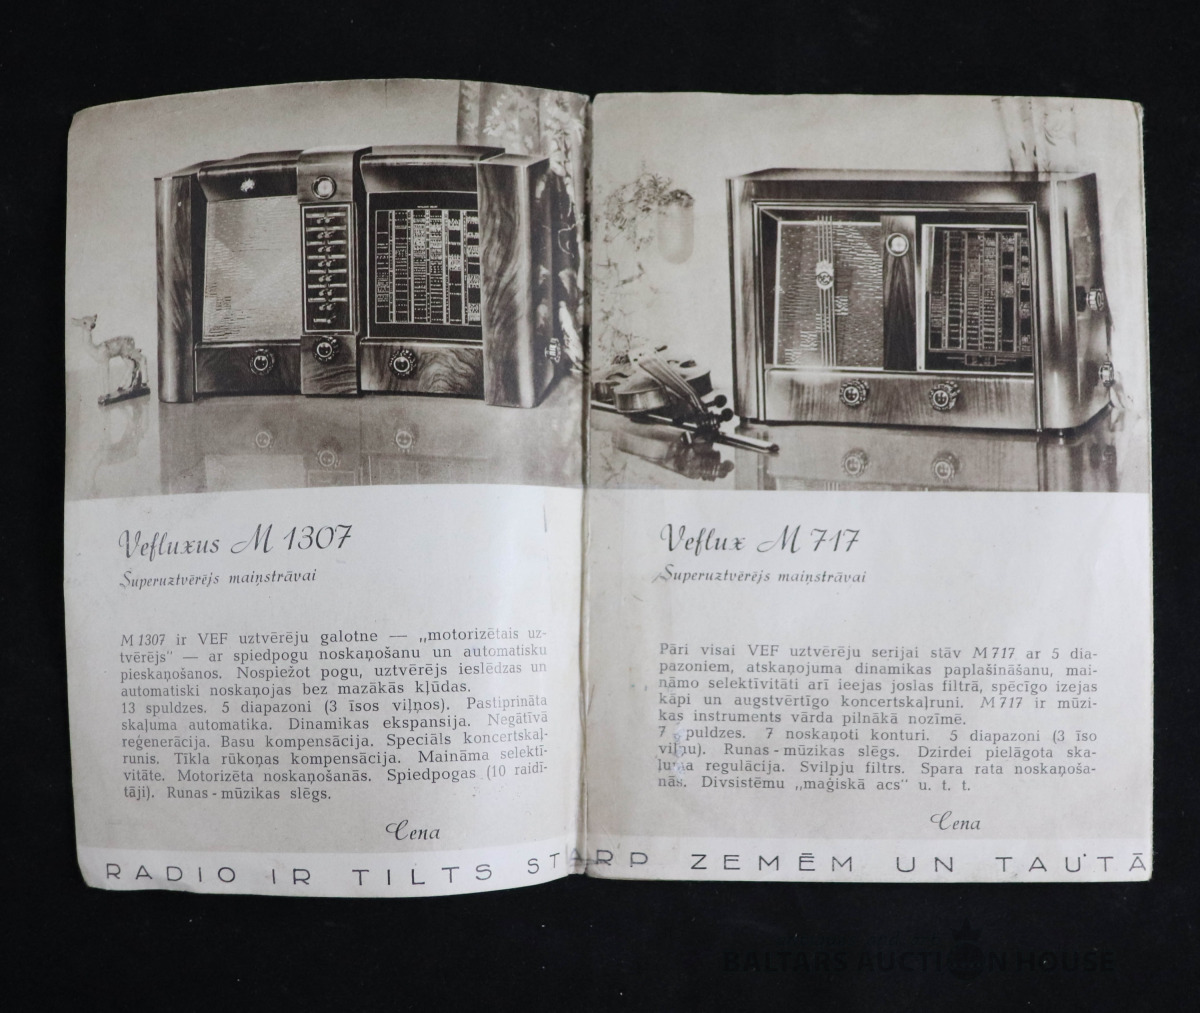 Vefluxus M 1307
Superuztvērējs maiņstrāvai
M 1307 ir VEF uztvērēju galotne — „motorizētais uz-
tvērējs" — ar spiedpogu noskaņošanu un automatisku
pieskaņošanos. Nospiežot pogu, uztvērējs ieslēdzas un
automatiski noskaņojas bez mazākās kļūdas.
13 spuldzes. 5 diapazoni (3 īsos viļņos). Pastiprināta
skaļuma automatika. Dinamikas ekspansija. Negātīvā
reģenerācija. Basu kompensācija. Speciāls koncertskaļ-
runis. Tīkla rūkoņas kompensācija. Maināma selektī-
vitāte. Motorizēta noskaņošanās. Spiedpogas (10 raidī-
tāji). Runas - mūzikas slēgs.
Cena
Veflux M 717
Superuztvērējs maiņstrāvai
Pāri visai VEF uztvērēju serijai stāv M 717 ar 5 dia-
pazoniem, atskaņojuma dinamikas paplašināšanu, mai-
nāmo selektīvitāti arī ieejas joslas filtrā, spēcīgo izejas
kāpi un augstvērtīgo koncertskaļruni. M 717 ir mūzi-
kas instruments vārda pilnākā nozīmē.
7 puldzes. 7 noskaņoti konturi. 5 diapazoni (3 īso
viļņu). Runas - mūzikas slēgs. Dzirdei pielāgota ska-
ļuma regulācija. Svilpju filtrs. Spara rata noskaņoša-
nās. Divsistēmu „maģiskā acs" u. t. t.
Cena
RADIO IR TILTS STARP ZEMĒM UN TAUTĀ
BALTARS AUCTION HOUSE